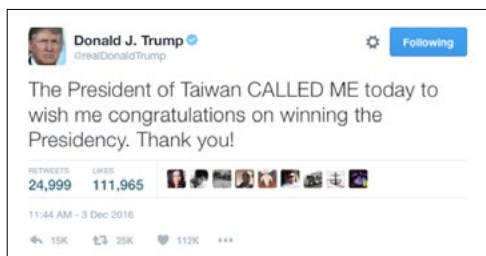 Donald J. Trump
@realDonaldTrump
Following
The President of Taiwan CALLED ME today to
wish me congratulations on winning the
Presidency. Thank you!
RETWEETS LIKES
24,999 111,965
11:44 AM - 3 Dec 2016
15K 25K 112K